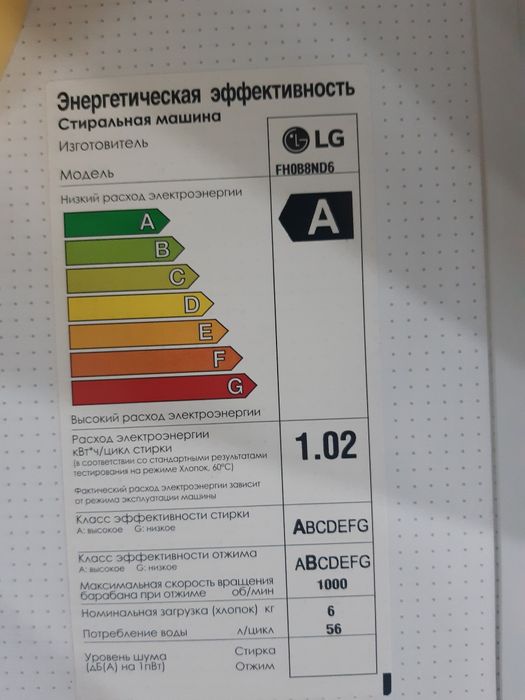 Энергетическая эффективность
Стиральная машина
Изготовитель
LG
Модель
FH0B8ND6
Низкий расход электроэнергии
A
A
B
C
D
E
F
G
Высокий расход электроэнергии
Расход электроэнергии
кВт*ч/цикл стирки
(в соответствии со стандартными результатами
тестирования на режиме Хлопок, 60°С)
1.02
Фактический расход электроэнергии зависит
от режима эксплуатации машины
Класс эффективности стирки
А: высокое G: низкое
ABCDEFG
Класс эффективности отжима
А: высокое G: низкое
ABCDEFG
Максимальная скорость вращения
барабана при отжиме об/мин
1000
Номинальная загрузка (хлопок) кг 6
Потребление воды л/цикл 56
Уровень шума Стирка
(дБ(А) на 1пВт) Отжим